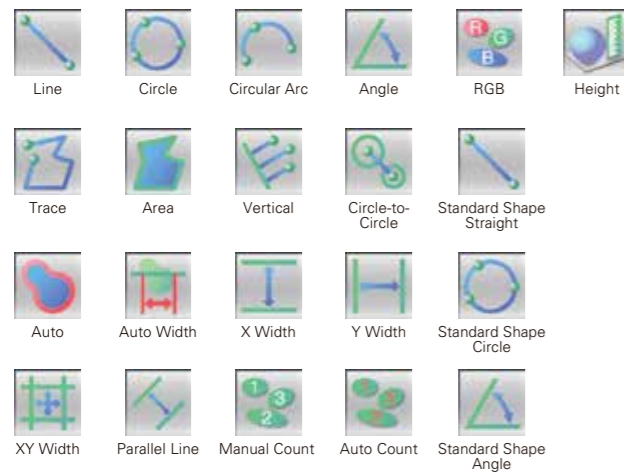 R
G
B
Line
Circle
Circular Arc
Angle
RGB
Height
Trace
Area
Vertical
Circle-to-
Circle
Standard Shape
Straight
Auto
Auto Width
X Width
Y Width
Standard Shape
Circle
1
3
2
XY Width
Parallel Line
Manual Count
Auto Count
Standard Shape
Angle